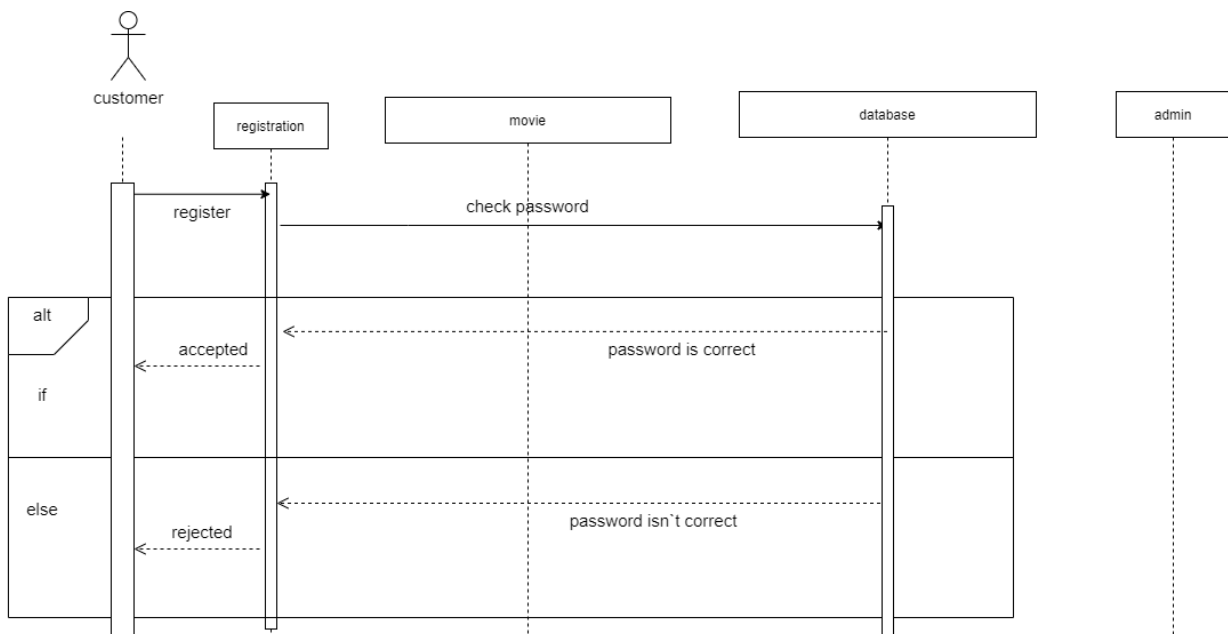 customer
registration
movie
database
admin
register
check password
alt
password is correct
accepted
if
else
password isn`t correct
rejected